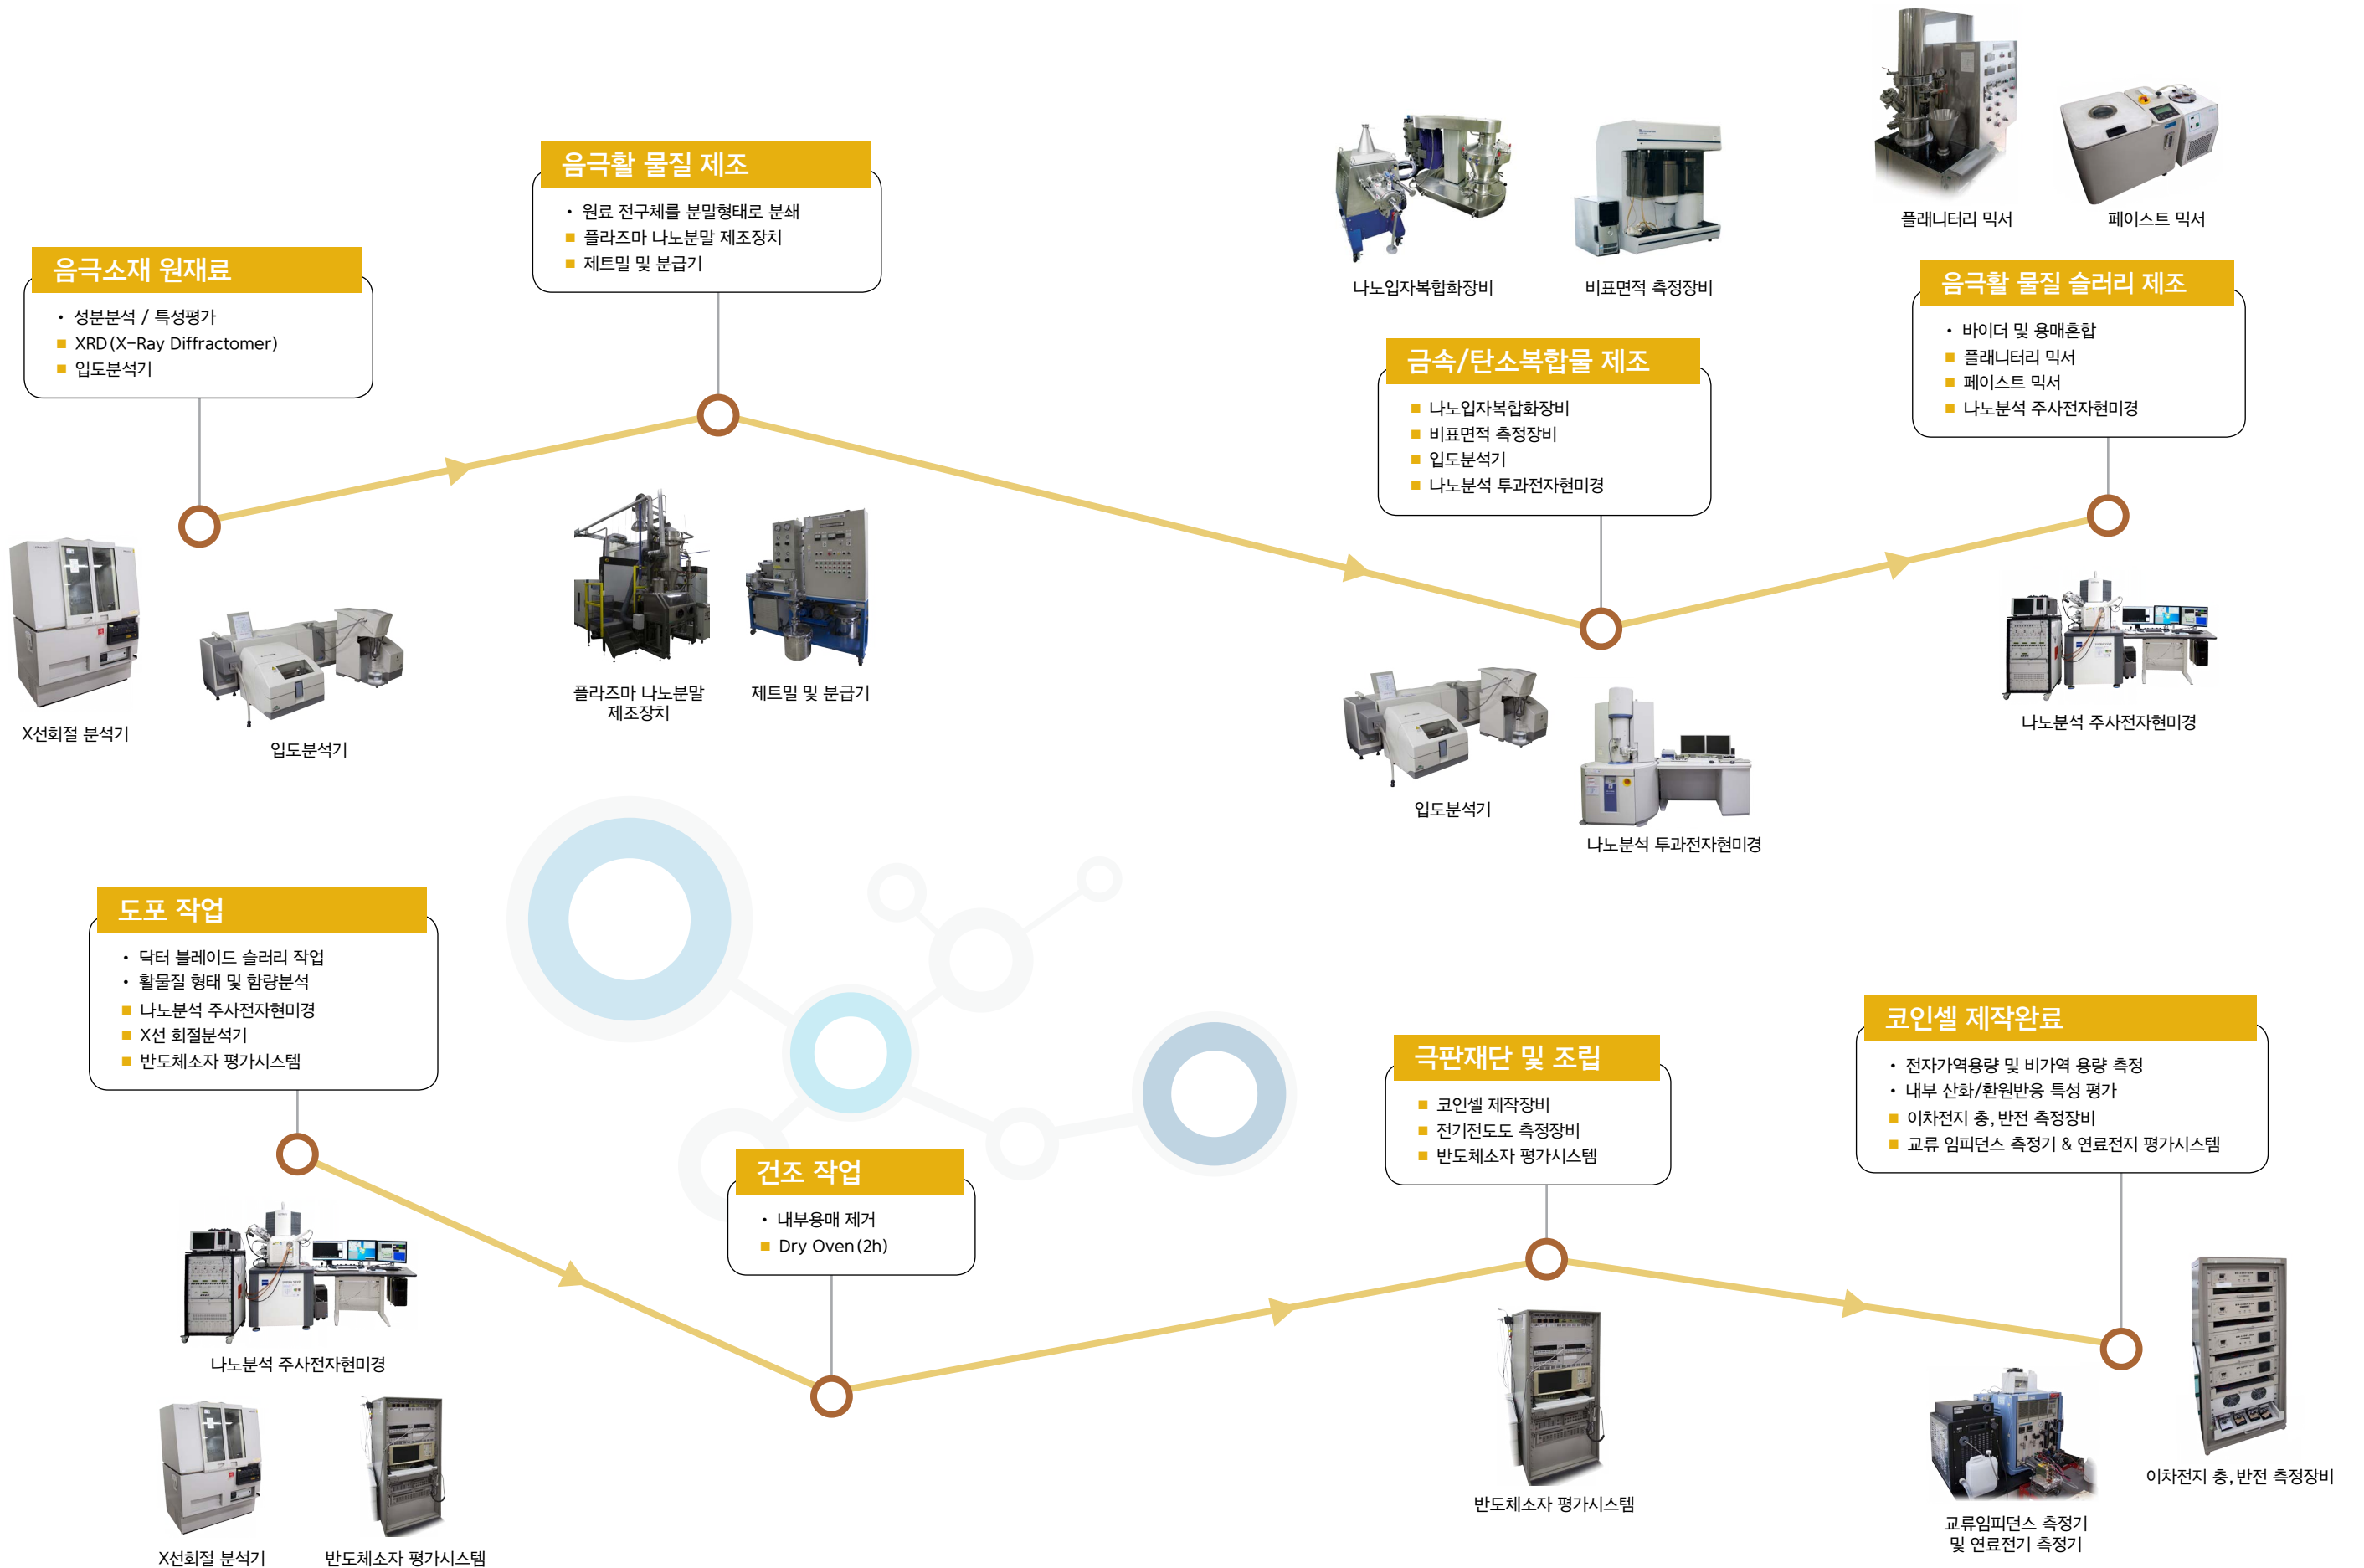 음극소재 원재료
• 성분분석 / 특성평가
■ XRD(X-Ray Diffractomer)
■ 입도분석기
X선회절 분석기
입도분석기
음극활 물질 제조
• 원료 전구체를 분말형태로 분쇄
■ 플라즈마 나노분말 제조장치
■ 제트밀 및 분급기
플라즈마 나노분말
제조장치
제트밀 및 분급기
나노입자복합화장비
비표면적 측정장비
금속/탄소복합물 제조
■ 나노입자복합화장비
■ 비표면적 측정장비
■ 입도분석기
■ 나노분석 투과전자현미경
입도분석기
나노분석 투과전자현미경
플래니터리 믹서
페이스트 믹서
음극활 물질 슬러리 제조
• 바이더 및 용매혼합
■ 플래니터리 믹서
■ 페이스트 믹서
■ 나노분석 주사전자현미경
나노분석 주사전자현미경
도포 작업
• 닥터 블레이드 슬러리 작업
• 활물질 형태 및 함량분석
■ 나노분석 주사전자현미경
■ X선 회절분석기
■ 반도체소자 평가시스템
나노분석 주사전자현미경
X선회절 분석기
반도체소자 평가시스템
건조 작업
• 내부용매 제거
■ Dry Oven(2h)
극판재단 및 조립
■ 코인셀 제작장비
■ 전기전도도 측정장비
■ 반도체소자 평가시스템
반도체소자 평가시스템
코인셀 제작완료
• 전자가역용량 및 비가역 용량 측정
• 내부 산화/환원반응 특성 평가
■ 이차전지 충,반전 측정장비
■ 교류 임피던스 측정기 & 연료전지 평가시스템
이차전지 충,반전 측정장비
교류임피던스 측정기
및 연료전기 측정기